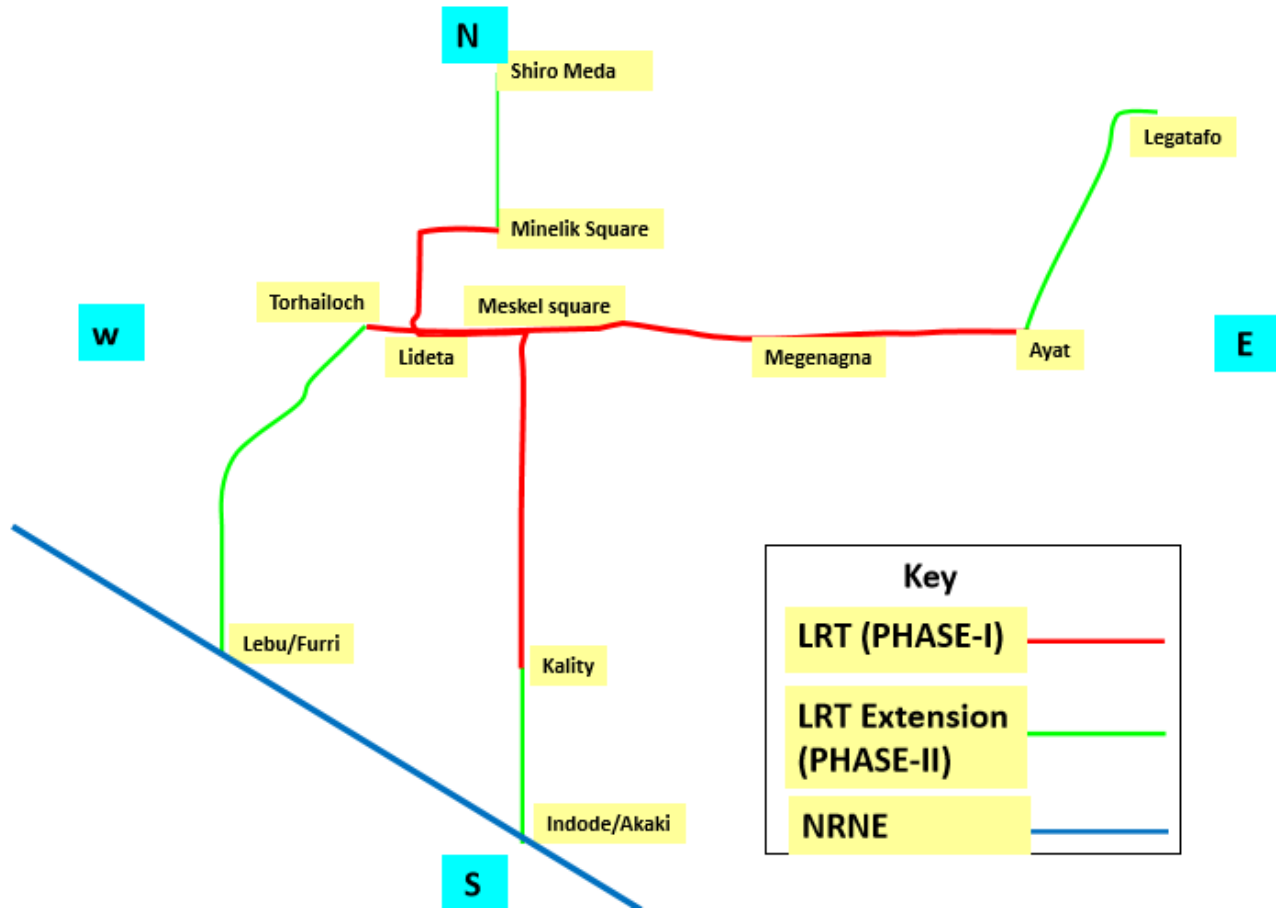 N
Shiro Meda
Legatafo
Minelik Square
Torhailoch
Meskel square
w
E
Lideta
Megenagna
Ayat
Key
LRT (PHASE-I)
Lebu/Furri
Kality
LRT Extension
(PHASE-II)
Indode/Akaki
NRNE
S